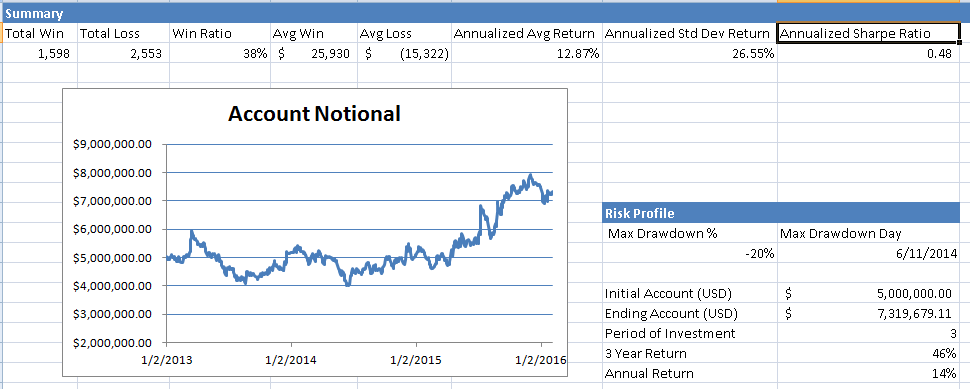 Summary
Total Win Total Loss Win Ratio Avg Win Avg Loss Annualized Avg Return Annualized Std Dev Return Annualized Sharpe Ratio
1,598 2,553 38% $ 25,930 $ (15,322) 12.87% 26.55% 0.48
Account Notional
$9,000,000.00
$8,000,000.00
$7,000,000.00
$6,000,000.00
$5,000,000.00
$4,000,000.00
$3,000,000.00
$2,000,000.00
1/2/2013 1/2/2014 1/2/2015 1/2/2016
Risk Profile
Max Drawdown % Max Drawdown Day
-20% 6/11/2014
Initial Account (USD) $ 5,000,000.00
Ending Account (USD) $ 7,319,679.11
Period of Investment 3
3 Year Return 46%
Annual Return 14%